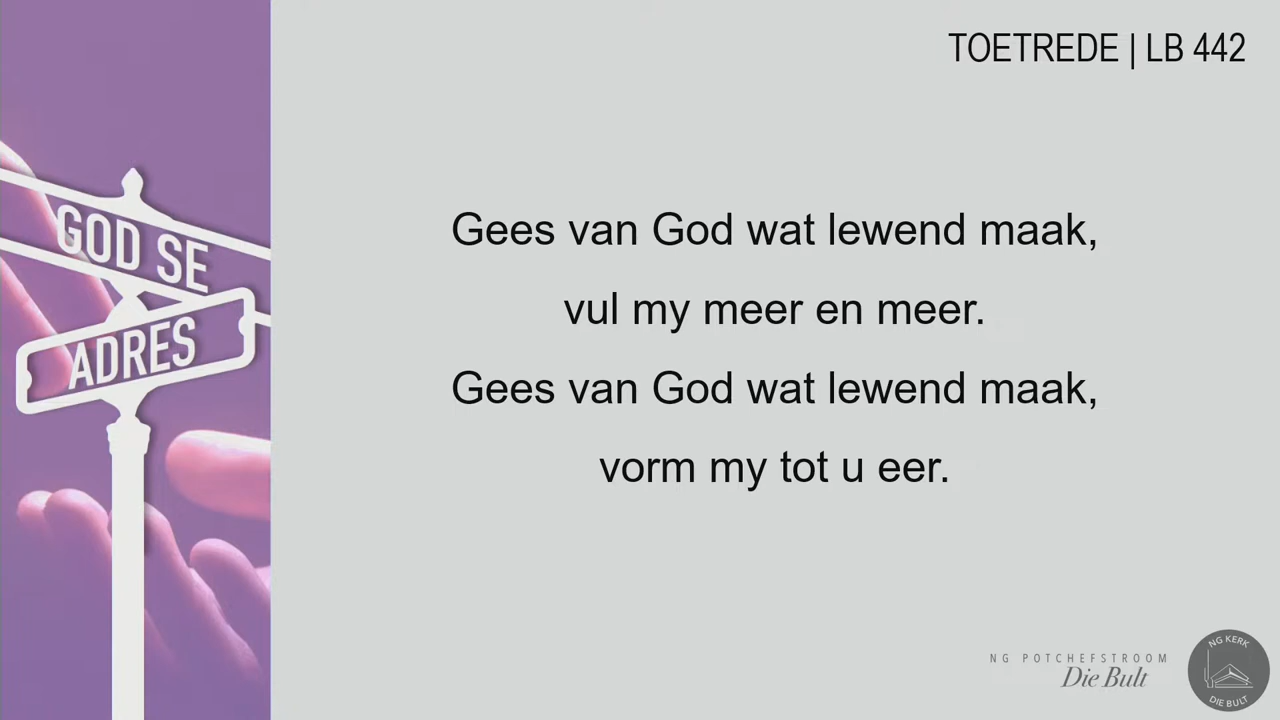 TOETREDE | LB 442
GOD SE
ADRES
Gees van God wat lewend maak,
vul my meer en meer.
Gees van God wat lewend maak,
vorm my tot u eer.
NG POTCHEFSTROOM
Die Bult
NG KERK
DIE BULT